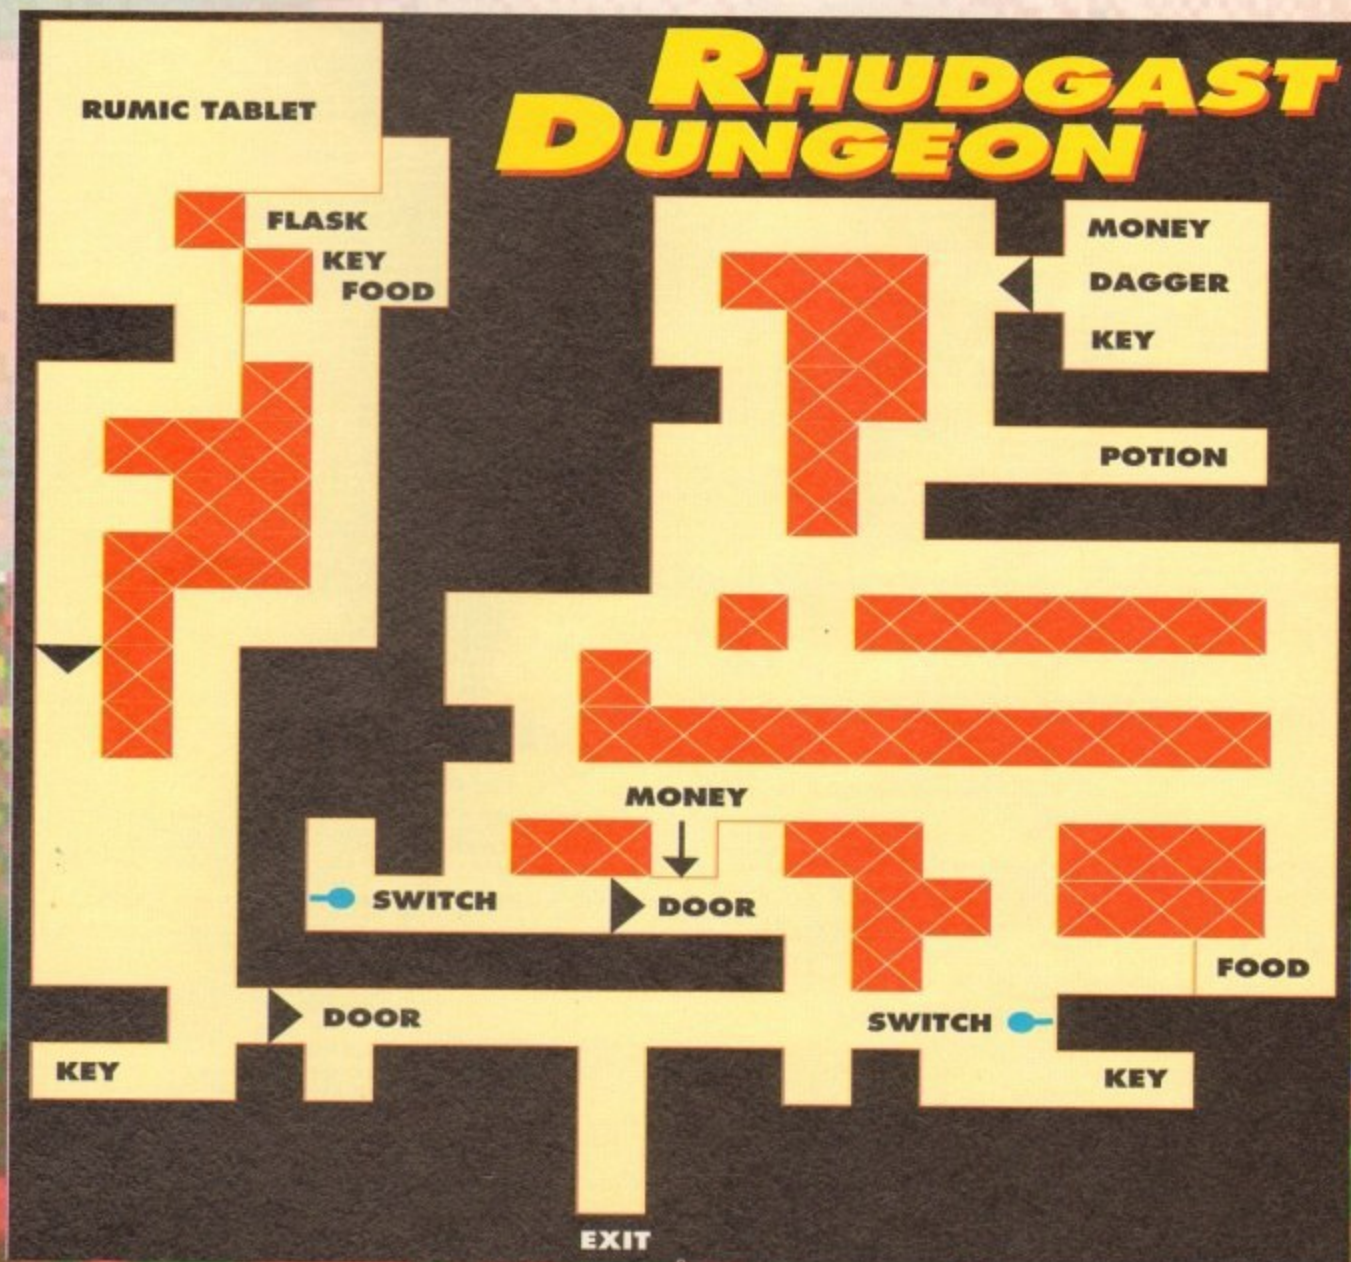 RHUDGAST
DUNGEON
RUMIC TABLET
FLASK
KEY
FOOD
MONEY
DAGGER
KEY
POTION
MONEY
SWITCH
DOOR
FOOD
DOOR
SWITCH
KEY
KEY
EXIT